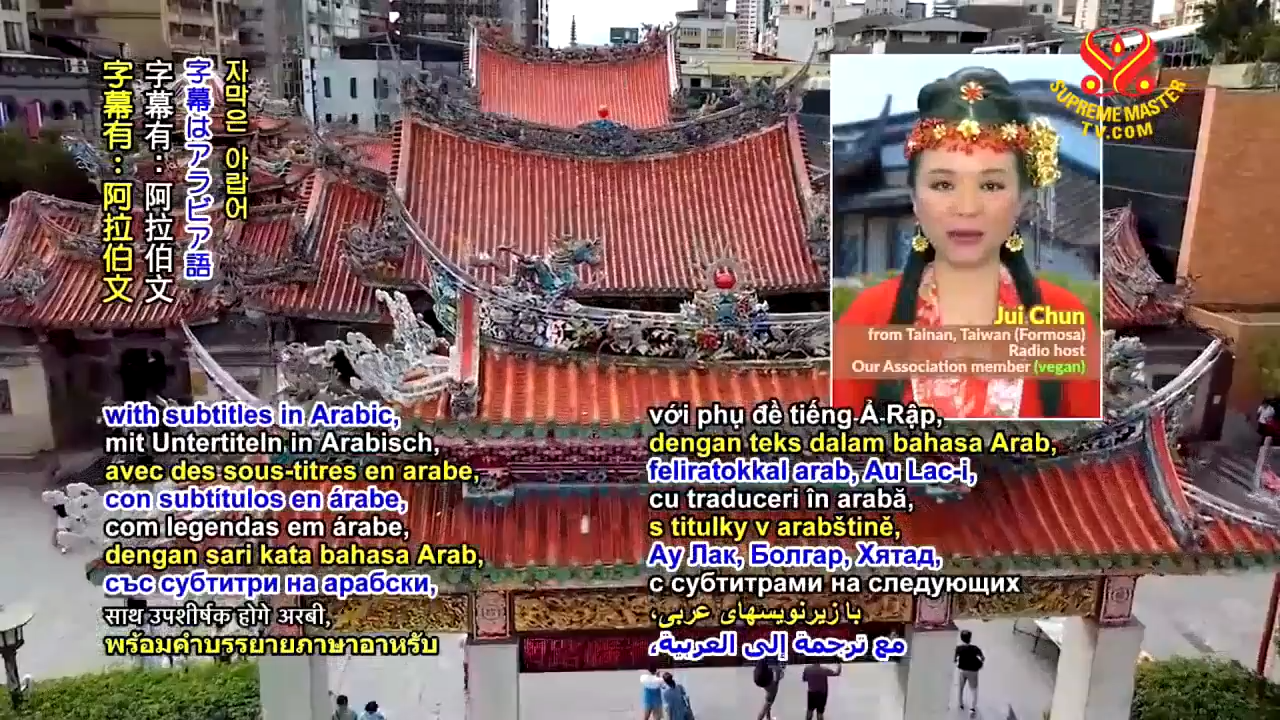 字幕有：阿拉伯文
字幕有：阿拉伯文
字幕はアラビア語
자막은 아랍어
SUPREME MASTER
TV.COM
Jui Chun
from Tainan, Taiwan (Formosa)
Radio host
Our Association member (vegan)
with subtitles in Arabic,
mit Untertiteln in Arabisch,
avec des sous-titres en arabe,
con subtítulos en árabe,
com legendas em árabe,
dengan sari kata bahasa Arab,
със субтитри на арабски,
साथ उपशीर्षक होगे अरबी,
พร้อมคำบรรยายภาษาอาหรับ
với phụ đề tiếng Ả Rập,
dengan teks dalam bahasa Arab,
feliratokkal arab, Au Lac-i,
cu traduceri în arabă,
s titulky v arabštině,
Ау Лак, Болгар, Хятад,
с субтитрами на следующих
با زیرنویسهای عربی،
مع ترجمة إلى العربية،